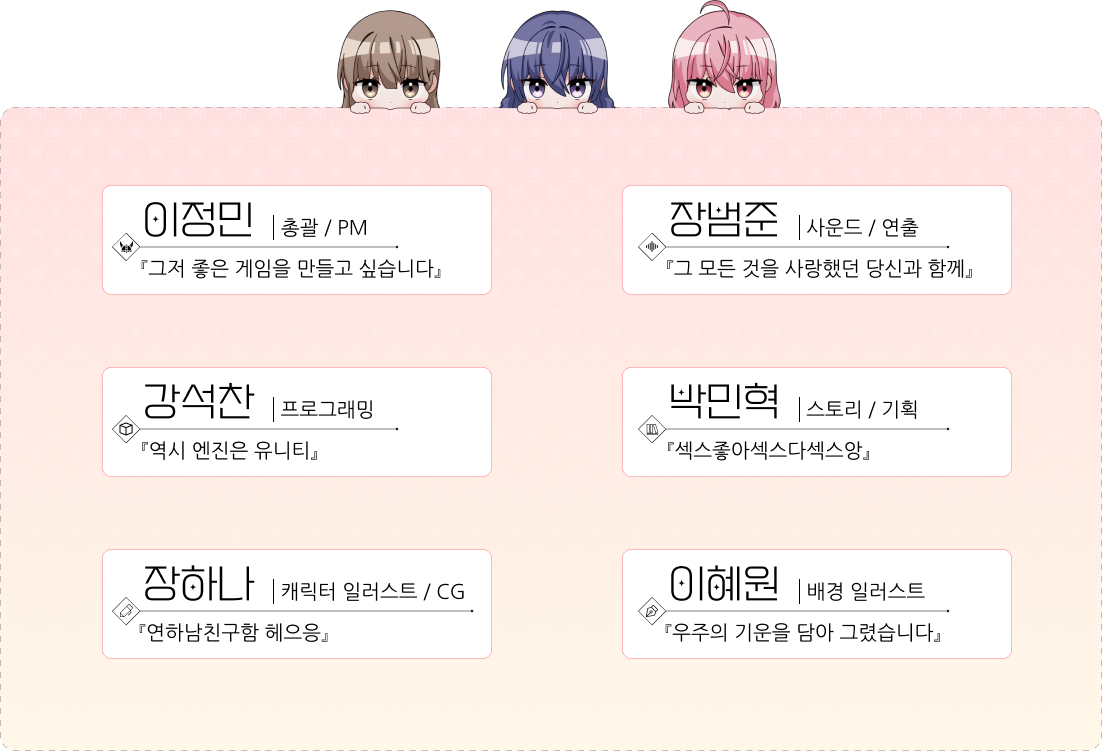 이정민 | 총괄 / PM
『그저 좋은 게임을 만들고 싶습니다』
장범준 | 사운드 / 연출
『그 모든 것을 사랑했던 당신과 함께』
강석찬 | 프로그래밍
『역시 엔진은 유니티』
박민혁 | 스토리 / 기획
『섹스좋아섹스다섹스앙』
장하나 | 캐릭터 일러스트 / CG
『연하남친구함 헤으응』
이혜원 | 배경 일러스트
『우주의 기운을 담아 그렸습니다』